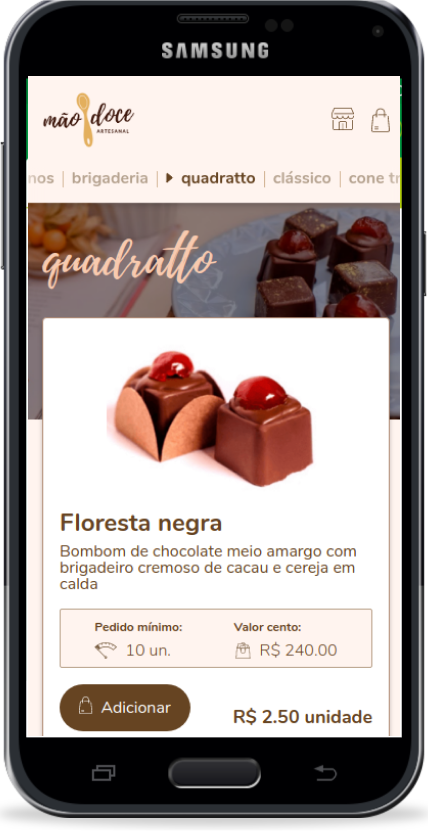 SAMSUNG
mão doce
ARTESANAL
nos | brigaderia | quadratto | clássico | cone tr
quadratto
Floresta negra
Bombom de chocolate meio amargo com
brigadeiro cremoso de cacau e cereja em
calda
Pedido mínimo: Valor cento:
10 un. R$ 240.00
Adicionar
R$ 2.50 unidade